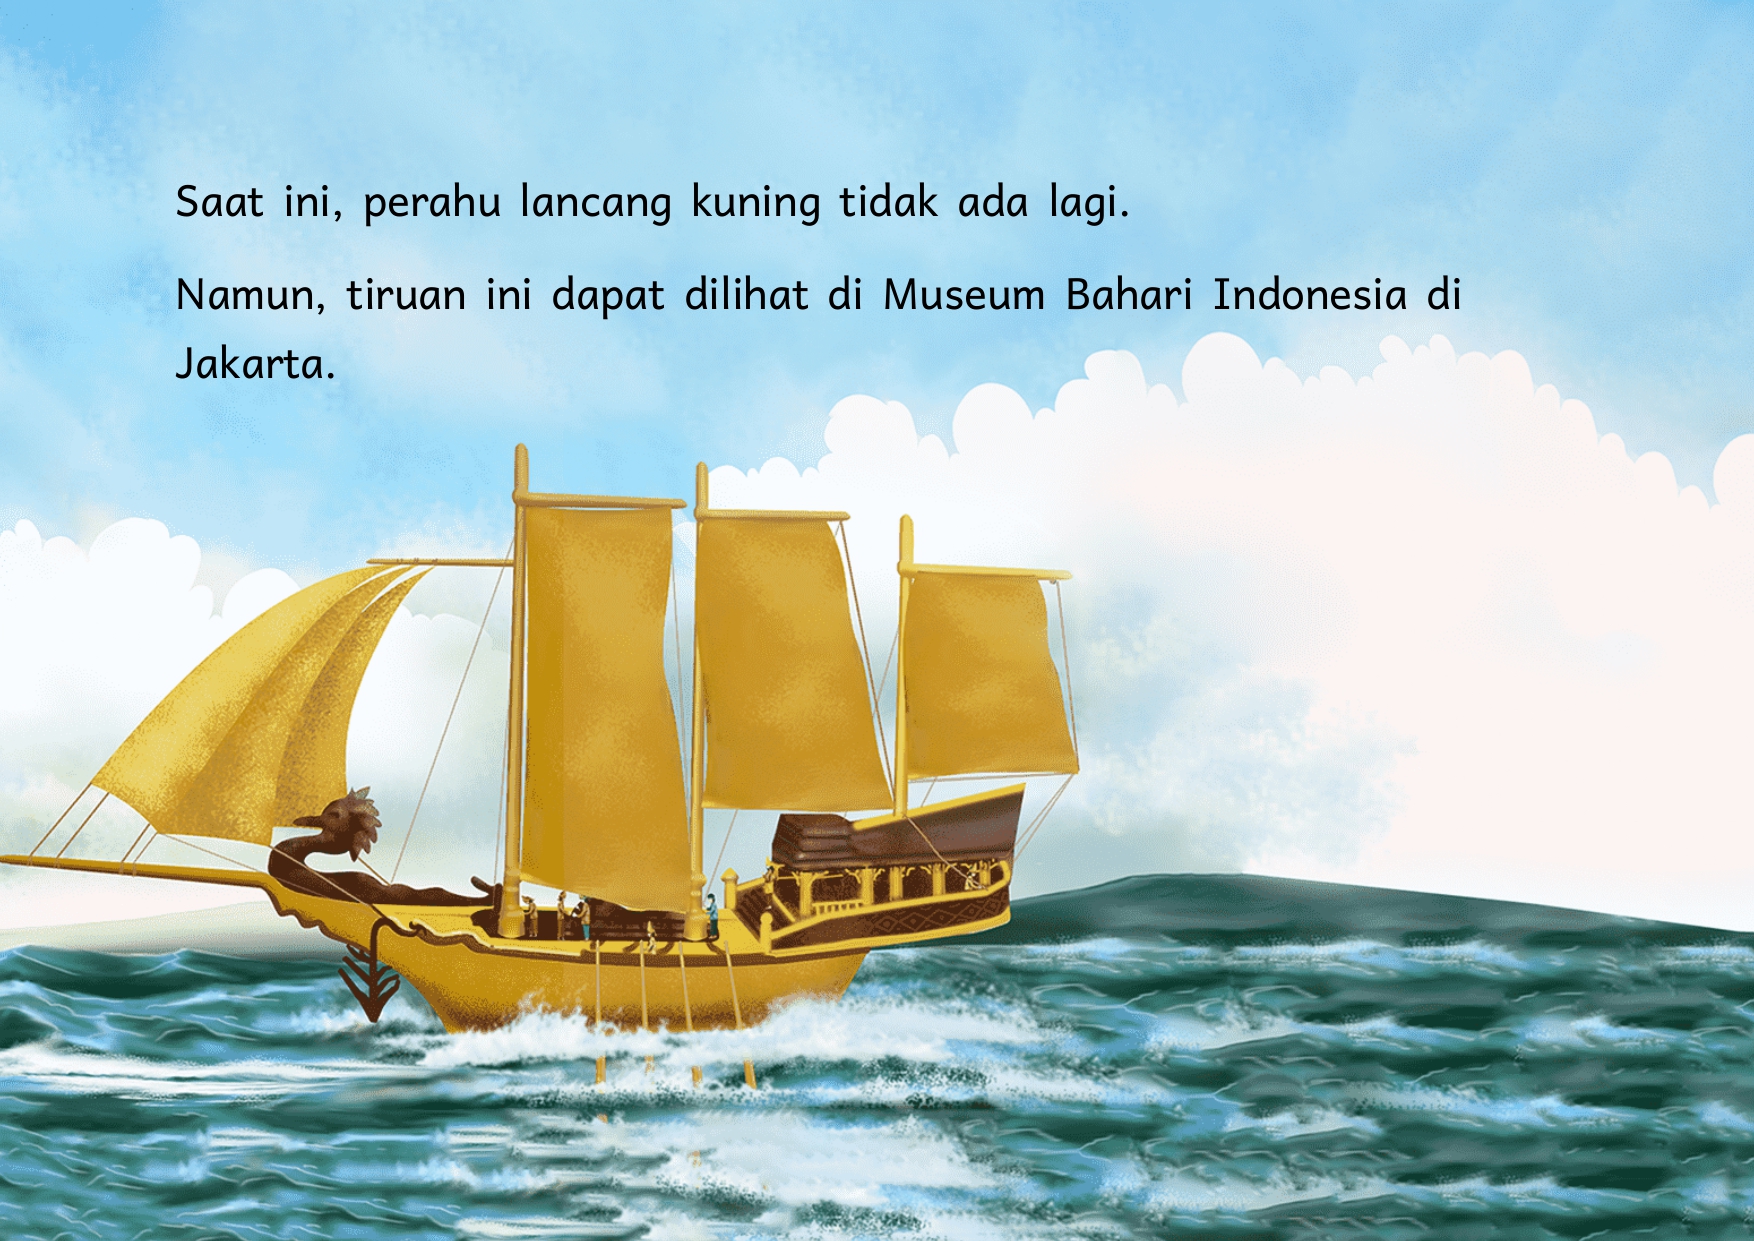 Saat ini, perahu lancang kuning tidak ada lagi.
Namun, tiruan ini dapat dilihat di Museum Bahari Indonesia di
Jakarta.